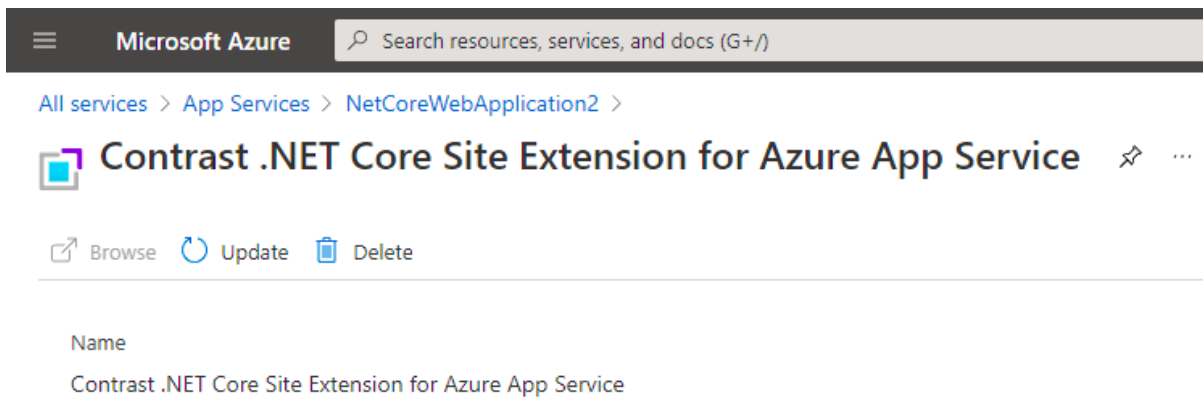 Microsoft Azure Search resources, services, and docs (G+/)
All services > App Services > NetCoreWebApplication2 >
Contrast .NET Core Site Extension for Azure App Service ...
Browse Update Delete
Name
Contrast .NET Core Site Extension for Azure App Service